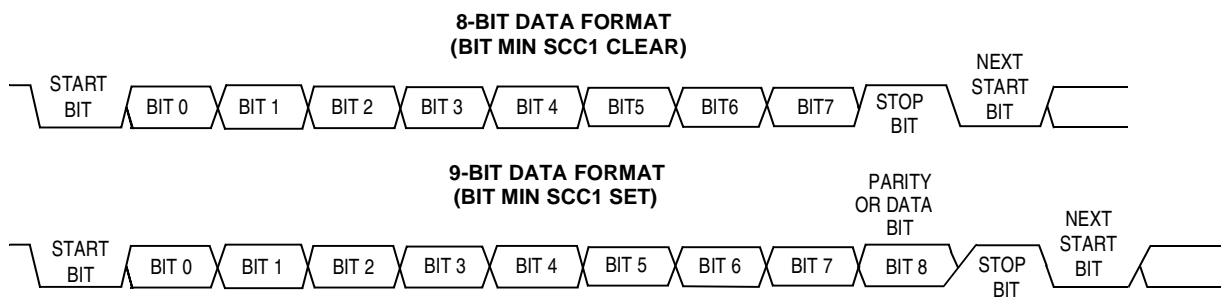 8-BIT DATA FORMAT
(BIT MIN SCC1 CLEAR)
START
BIT
BIT 0
BIT 1
BIT 2
BIT 3
BIT 4
BIT5
BIT6
BIT7
STOP
BIT
NEXT
START
BIT
9-BIT DATA FORMAT
(BIT MIN SCC1 SET)
START
BIT
BIT 0
BIT 1
BIT 2
BIT 3
BIT 4
BIT 5
BIT 6
BIT 7
PARITY
OR DATA
BIT
BIT 8
STOP
BIT
NEXT
START
BIT